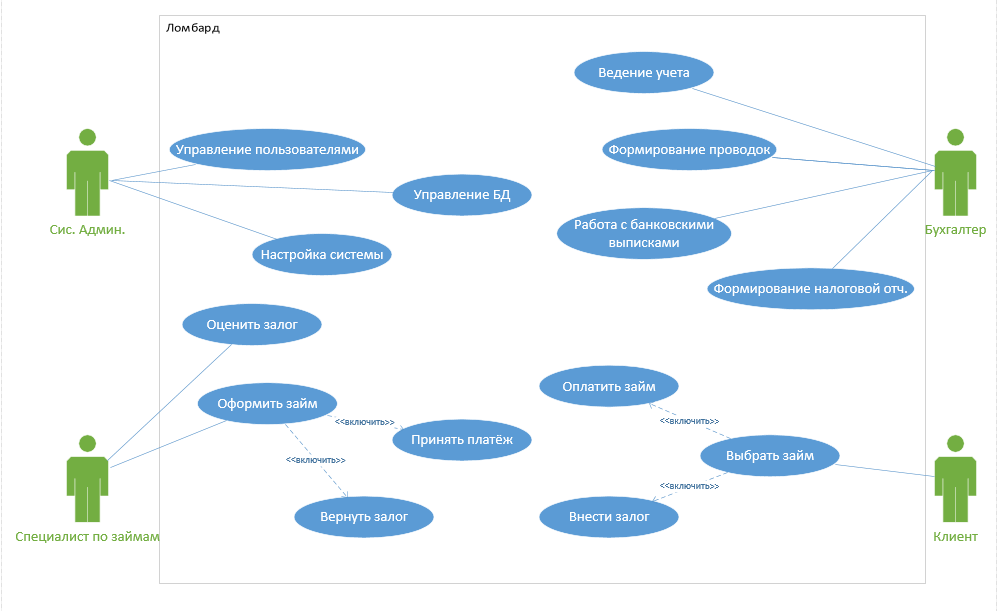 Ломбард
Ведение учета
Управление пользователями
Формирование проводок
Управление БД
Сис. Админ.
Бухгалтер
Работа с банковскими
выписками
Настройка системы
Формирование налоговой отч.
Оценить залог
Оплатить займ
Оформить займ
<<включить>>
<<включить>>
Принять платёж
Выбрать займ
<<включить>>
<<включить>>
Вернуть залог
Внести залог
Специалист по займам
Клиент